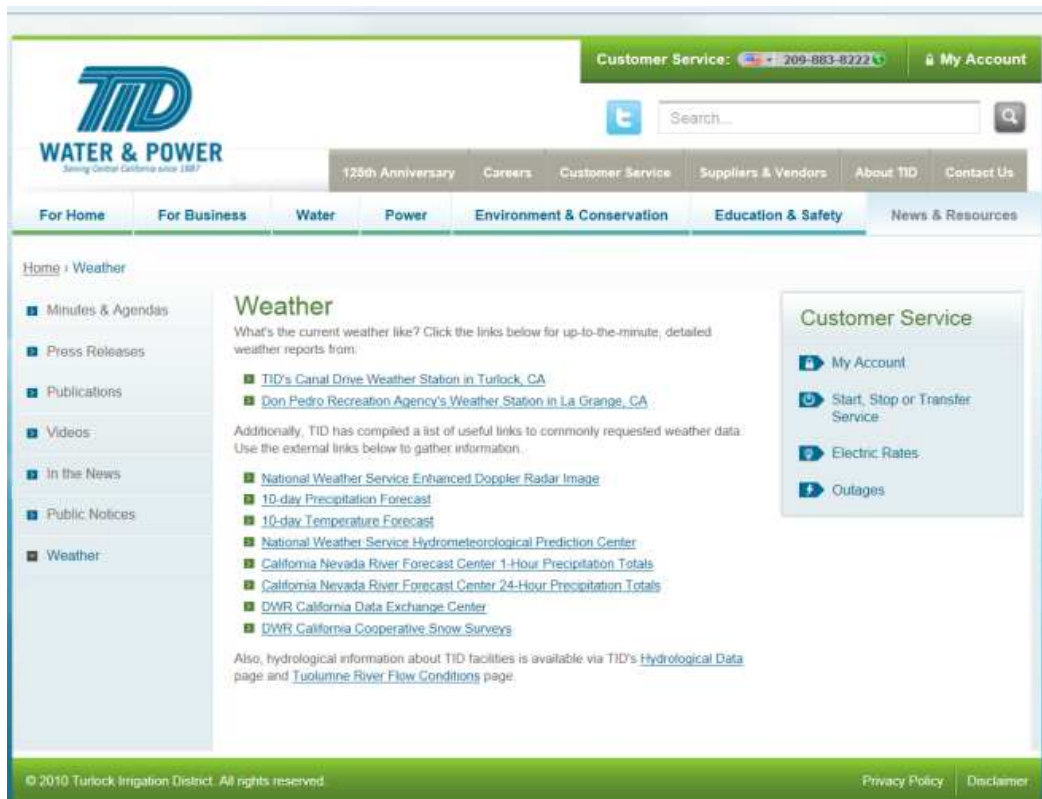 Customer Service: 209-883-8222
My Account
TID
WATER & POWER
Serving Central California since 1887
Search...
125th Anniversary Careers Customer Service Suppliers & Vendors About TID Contact Us
For Home For Business Water Power Environment & Conservation Education & Safety News & Resources
Home › Weather
Minutes & Agendas
Press Releases
Publications
Videos
In the News
Public Notices
Weather
Weather
What's the current weather like? Click the links below for up-to-the-minute, detailed
weather reports from:
TID's Canal Drive Weather Station in Turlock, CA
Don Pedro Recreation Agency's Weather Station in La Grange, CA
Additionally, TID has compiled a list of useful links to commonly requested weather data.
Use the external links below to gather information.
National Weather Service Enhanced Doppler Radar Image
10-day Precipitation Forecast
10-day Temperature Forecast
National Weather Service Hydrometeorological Prediction Center
California Nevada River Forecast Center 1-Hour Precipitation Totals
California Nevada River Forecast Center 24-Hour Precipitation Totals
DWR California Data Exchange Center
DWR California Cooperative Snow Surveys
Also, hydrological information about TID facilities is available via TID's Hydrological Data
page and Tuolumne River Flow Conditions page.
Customer Service
My Account
Start, Stop or Transfer
Service
Electric Rates
Outages
© 2010 Turlock Irrigation District. All rights reserved.
Privacy Policy Disclaimer